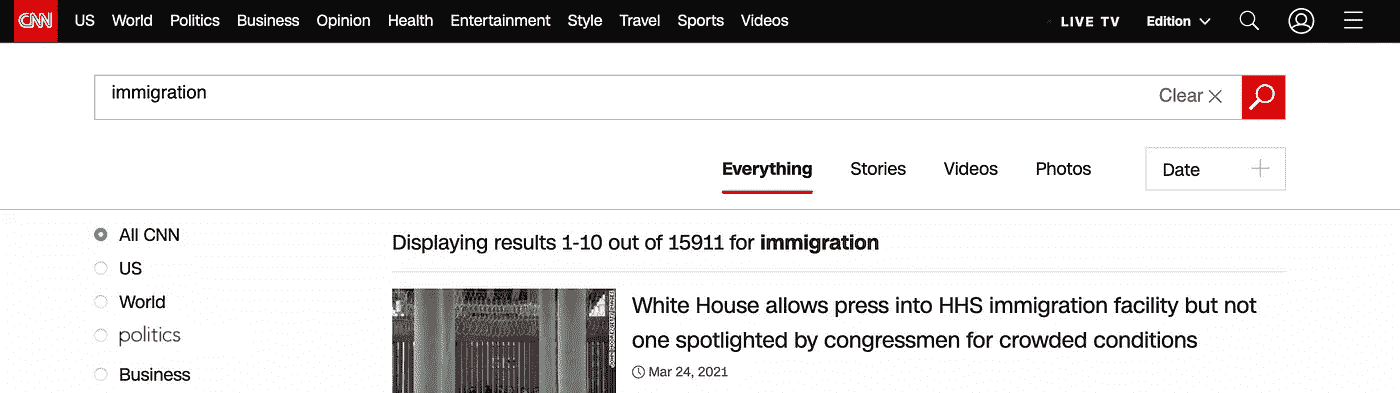 CNN US World Politics Business Opinion Health Entertainment Style Travel Sports Videos LIVE TV Edition
immigration Clear
Everything Stories Videos Photos Date
All CNN
US
World
politics
Business
Displaying results 1-10 out of 15911 for immigration
White House allows press into HHS immigration facility but not
one spotlighted by congressmen for crowded conditions
Mar 24, 2021